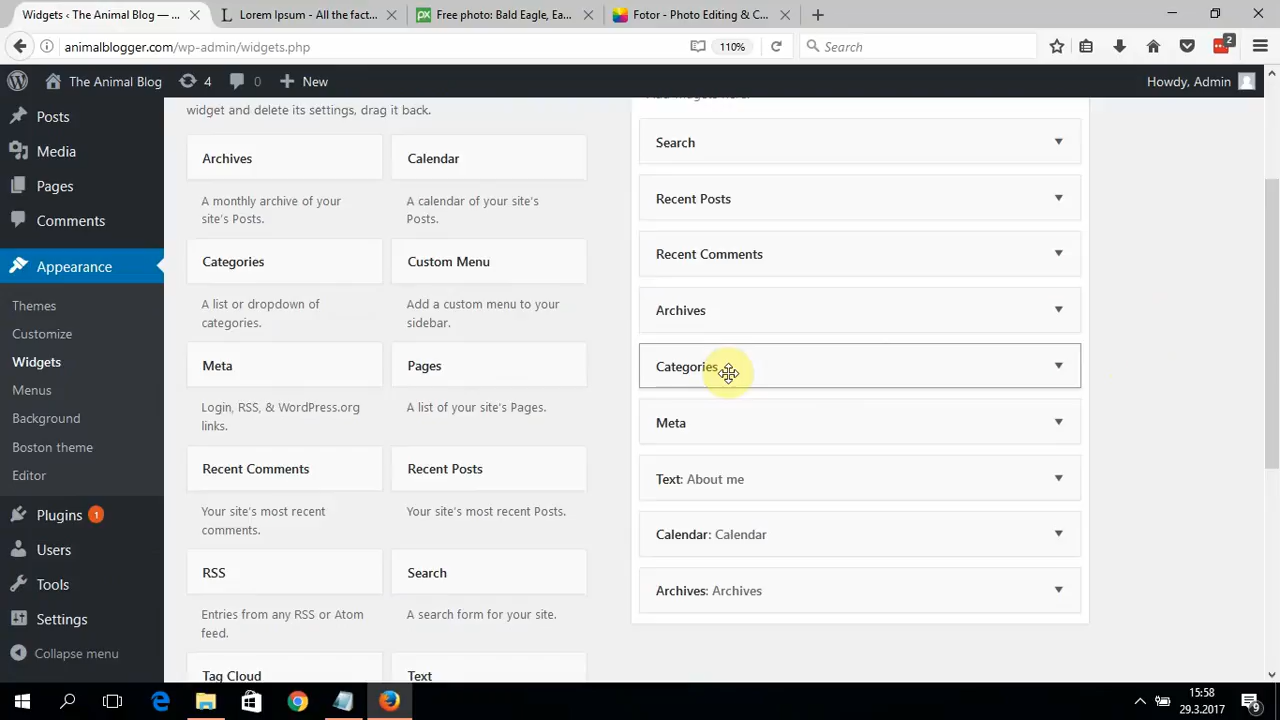 The Animal Blog —
Lorem Ipsum - All the fact...
Free photo: Bald Eagle, Ea...
Fotor - Photo Editing & C...
animalblogger.com/wp-admin/widgets.php
110%
Search
2
The Animal Blog
4
0
New
Howdy, Admin
Posts
Media
Pages
Comments
Appearance
Themes
Customize
Widgets
Menus
Background
Boston theme
Editor
Plugins 1
Users
Tools
Settings
Collapse menu
widget and delete its settings, drag it back.
Archives
A monthly archive of your
site's Posts.
Calendar
A calendar of your site's
Posts.
Categories
A list or dropdown of
categories.
Custom Menu
Add a custom menu to your
sidebar.
Meta
Login, RSS, & WordPress.org
links.
Pages
A list of your site's Pages.
Recent Comments
Your site's most recent
comments.
Recent Posts
Your site's most recent Posts.
RSS
Entries from any RSS or Atom
feed.
Search
A search form for your site.
Tag Cloud
Text
Add widgets here.
Search
Recent Posts
Recent Comments
Archives
Categories
Meta
Text: About me
Calendar: Calendar
Archives: Archives
15:58
29.3.2017
9